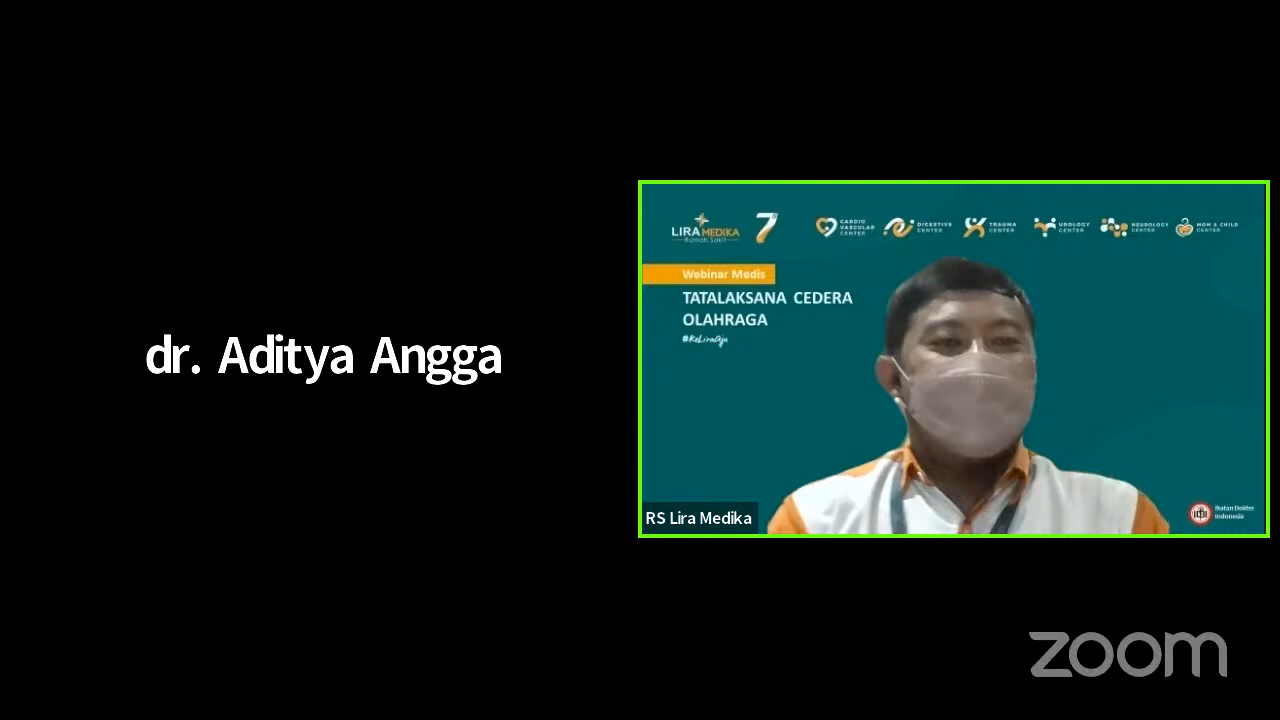 dr. Aditya Angga
LIRA MEDIKA
Rumah Sakit
7
CARDIO
VASCULAR
CENTER
DIGESTIVE
CENTER
TRAUMA
CENTER
UROLOGY
CENTER
NEUROLOGY
CENTER
MOM & CHILD
CENTER
Webinar Medis
TATALAKSANA CEDERA
OLAHRAGA
#KeLiraAja
RS Lira Medika
IDI
Ikatan Dokter
Indonesia
zoom